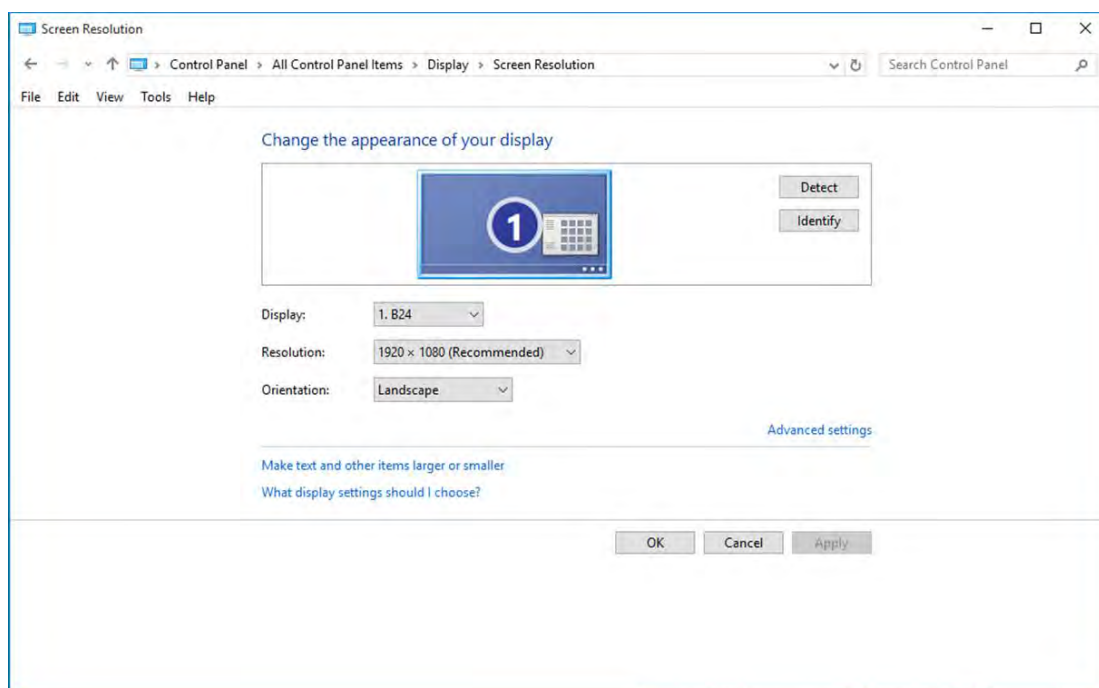 Screen Resolution
Control Panel > All Control Panel Items > Display > Screen Resolution
Search Control Panel
File Edit View Tools Help
Change the appearance of your display
1
Detect
Identify
Display: 1. B24
Resolution: 1920 × 1080 (Recommended)
Orientation: Landscape
Advanced settings
Make text and other items larger or smaller
What display settings should I choose?
OK Cancel Apply